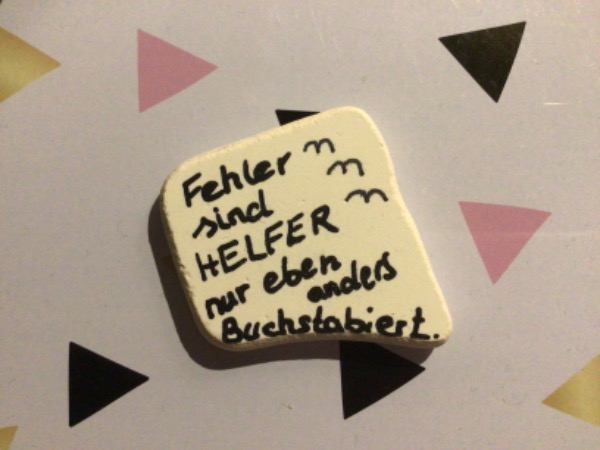 Fehler
sind
HELFER
nur eben
anders
Buchstabiert.